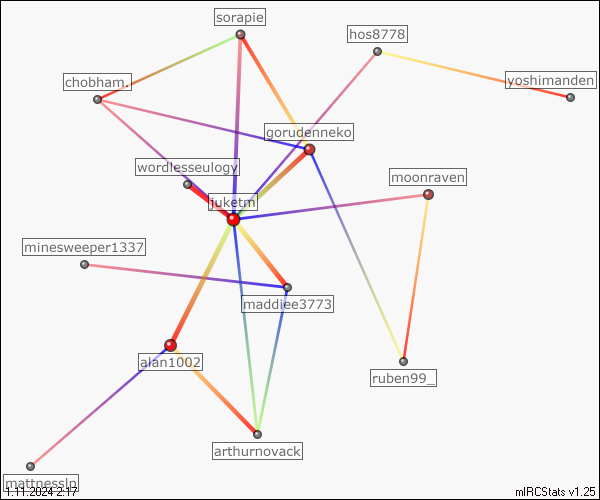 sorapie
hos8778
chobham.
yoshimanden
gorudenneko
wordlesseulogy
moonraven
juketm
minesweeper1337
maddiee3773
alan1002
ruben99_
arthurnovack
mattnessln
1.11.2024 2.17
mIRCStats v1.25